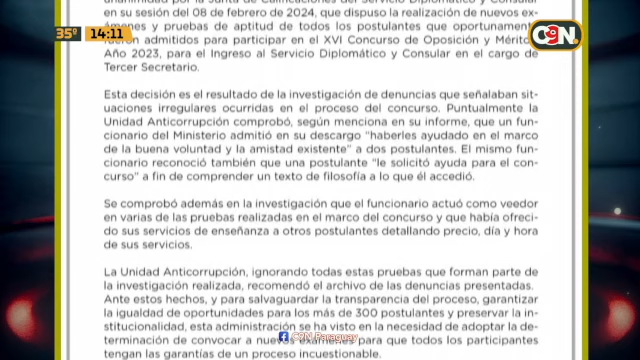 unanimidad por la Junta de Calificaciones del Servicio Diplomático y Consular
en su sesión del 08 de febrero de 2024, que dispuso la realización de nuevos ex-
35º 14:11
C9N
ámenes y pruebas de aptitud de todos los postulantes que oportunamente
fueron admitidos para participar en el XVI Concurso de Oposición y Méritos
Año 2023, para el Ingreso al Servicio Diplomático y Consular en el cargo de
Tercer Secretario.
Esta decisión es el resultado de la investigación de denuncias que señalaban sit-
uaciones irregulares ocurridas en el proceso del concurso. Puntualmente la
Unidad Anticorrupción comprobó, según menciona en su informe, que un fun-
cionario del Ministerio admitió en su descargo "haberles ayudado en el marco
de la buena voluntad y la amistad existente" a dos postulantes. El mismo fun-
cionario reconoció también que una postulante "le solicitó ayuda para el con-
curso" a fin de comprender un texto de filosofía a lo que él accedió.
Se comprobó además en la investigación que el funcionario actuó como veedor
en varias de las pruebas realizadas en el marco del concurso y que había ofreci-
do sus servicios de enseñanza a otros postulantes detallando precio, día y hora
de sus servicios.
La Unidad Anticorrupción, ignorando todas estas pruebas que forman parte de
la investigación realizada, recomendó el archivo de las denuncias presentadas.
Ante estos hechos, y para salvaguardar la transparencia del proceso, garantizar
la igualdad de oportunidades para los más de 300 postulantes y preservar la in-
stitucionalidad, esta administración se ha visto en la necesidad de adoptar la de-
terminación de convocar a nuevos exámenes para que todos los participantes
C9N Paraguay
tengan las garantías de un proceso incuestionable.